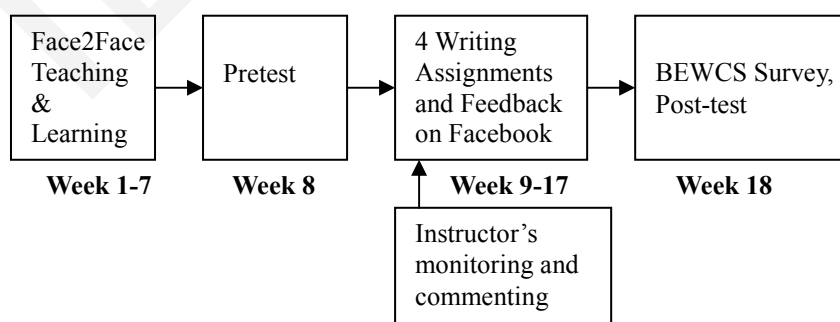 Face2Face
Teaching
&
Learning
Pretest
4 Writing
Assignments
and Feedback
on Facebook
BEWCS Survey,
Post-test
Week 1-7
Week 8
Week 9-17
Week 18
Instructor’s
monitoring and
commenting